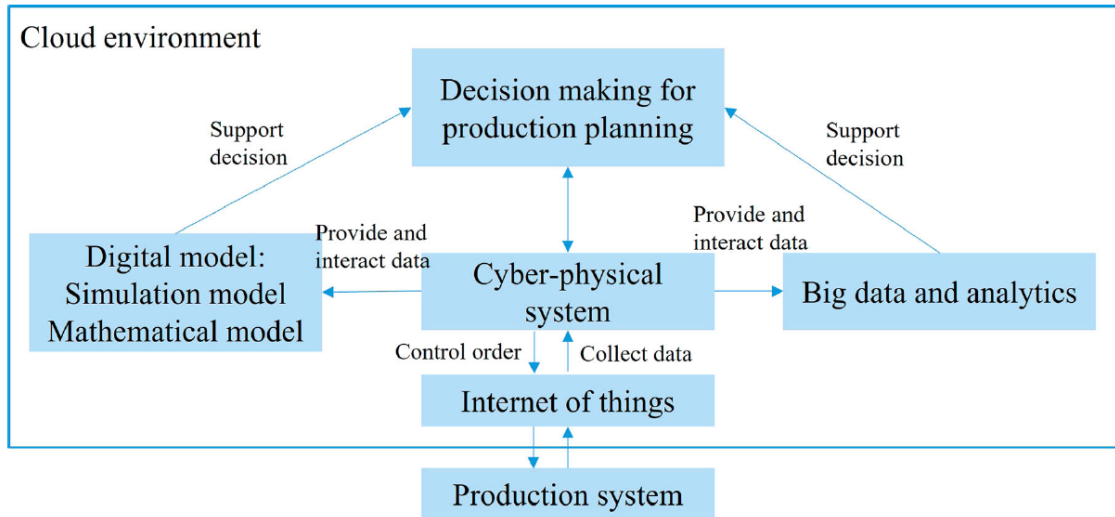 Cloud environment
Decision making for
production planning
Support
decision
Support
decision
Provide and
interact data
Provide and
interact data
Digital model:
Simulation model
Mathematical model
Cyber-physical
system
Big data and analytics
Control order
Collect data
Internet of things
Production system